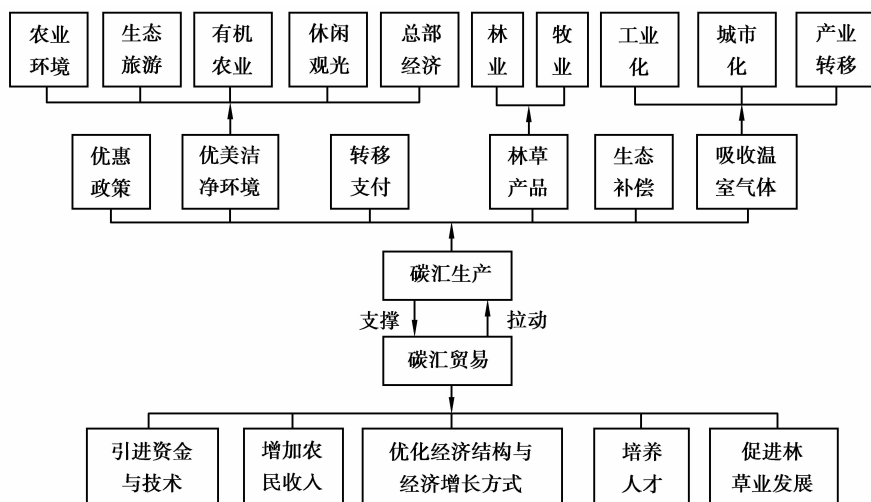 农业
环境
生态
旅游
有机
农业
休闲
观光
总部
经济
林
业
牧
业
工业
化
城市
化
产业
转移
优惠
政策
优美洁
净环境
转移
支付
林草
产品
生态
补偿
吸收温
室气体
碳汇生产
支撑
拉动
碳汇贸易
引进资金
与技术
增加农
民收入
优化经济结构与
经济增长方式
培养
人才
促进林
草业发展